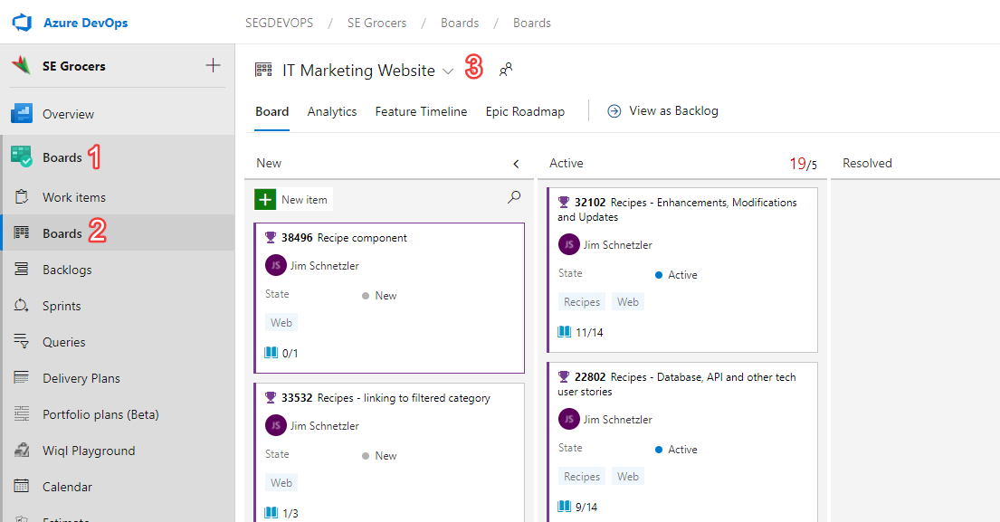 Azure DevOps
SEGDEVOPS / SE Grocers / Boards / Boards
SE Grocers
Overview
Boards 1
Work items
Boards 2
Backlogs
Sprints
Queries
Delivery Plans
Portfolio plans (Beta)
Wiql Playground
Calendar
Estimate
IT Marketing Website 3
Board Analytics Feature Timeline Epic Roadmap View as Backlog
New
New item
38496 Recipe component
JS Jim Schnetzler
State New
Web
0/1
33532 Recipes - linking to filtered category
JS Jim Schnetzler
State New
Web
1/3
Active 19/5
32102 Recipes - Enhancements, Modifications
and Updates
JS Jim Schnetzler
State Active
Recipes Web
11/14
22802 Recipes - Database, API and other tech
user stories
JS Jim Schnetzler
State Active
Recipes Web
9/14
Resolved